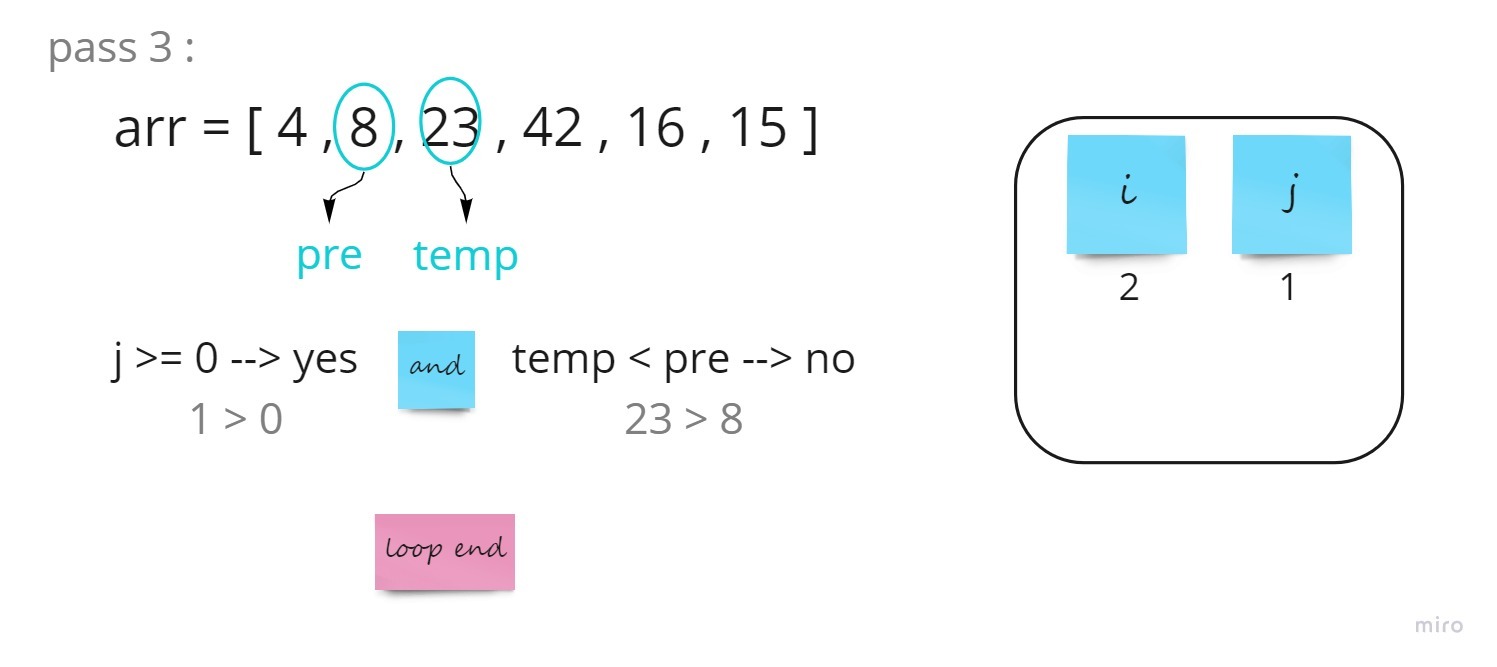 pass 3 :
arr = [ 4 , 8 , 23 , 42 , 16 , 15 ]
pre temp
i j
2 1
j >= 0 --> yes and temp < pre --> no
1 > 0 23 > 8
loop end
miro